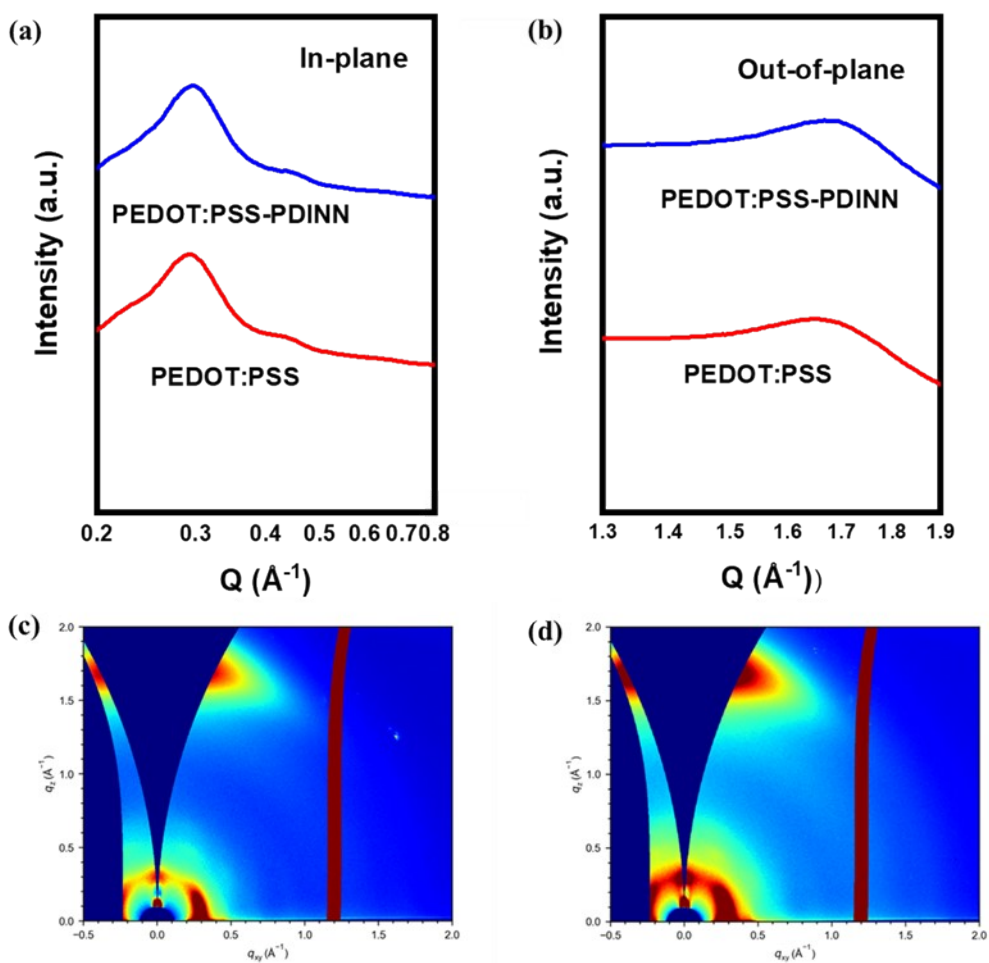 (a)
In-plane
Intensity (a.u.)
PEDOT:PSS-PDINN
PEDOT:PSS
0.2 0.3 0.4 0.5 0.6 0.7 0.8
Q (Å-1)
(b)
Out-of-plane
Intensity (a.u.)
PEDOT:PSS-PDINN
PEDOT:PSS
1.3 1.4 1.5 1.6 1.7 1.8 1.9
Q (Å-1))
(c)
2.0
1.5
1.0
0.5
0.0
qz(Å−1)
−0.5 0.0 0.5 1.0 1.5 2.0
qxy(Å−1)
(d)
2.0
1.5
1.0
0.5
0.0
qz(Å−1)
−0.5 0.0 0.5 1.0 1.5 2.0
qxy(Å−1)